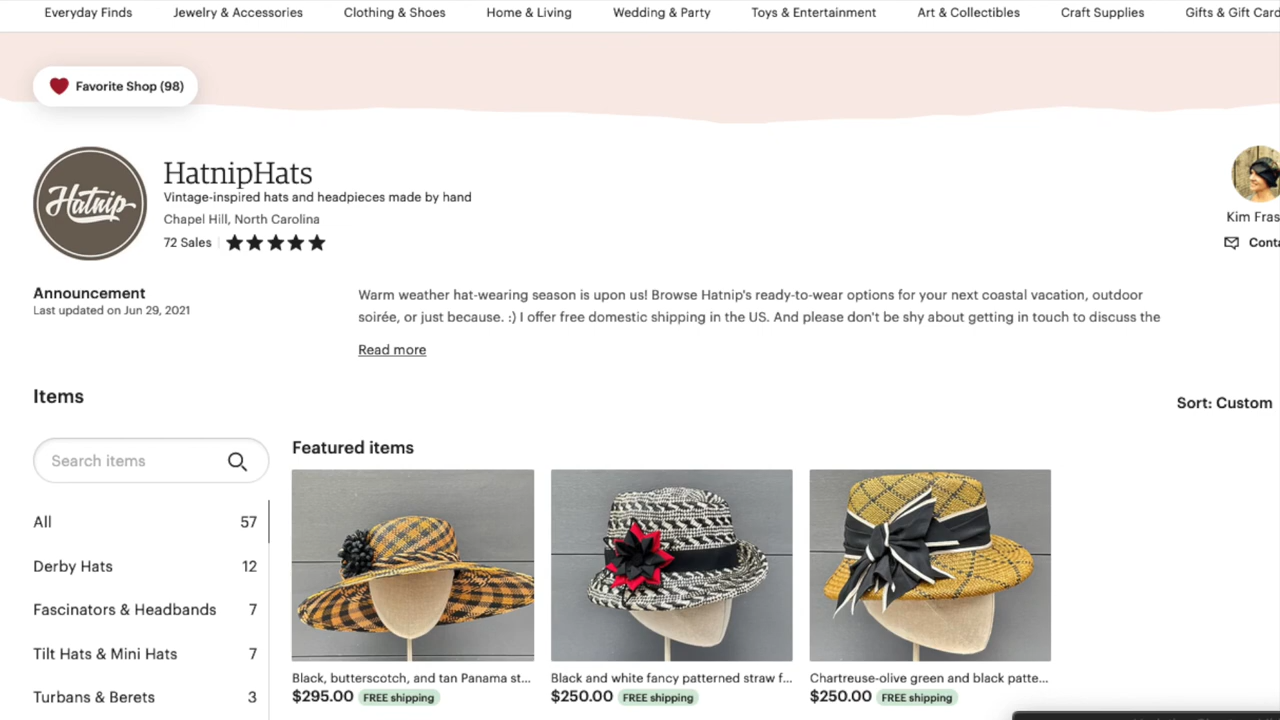 Everyday Finds Jewelry & Accessories Clothing & Shoes Home & Living Wedding & Party Toys & Entertainment Art & Collectibles Craft Supplies Gifts & Gift Card
Favorite Shop (98)
Hatnip
HatnipHats
Vintage-inspired hats and headpieces made by hand
Chapel Hill, North Carolina
72 Sales
Kim Fras
Conta
Announcement
Last updated on Jun 29, 2021
Warm weather hat-wearing season is upon us! Browse Hatnip's ready-to-wear options for your next coastal vacation, outdoor
soirée, or just because. :) I offer free domestic shipping in the US. And please don't be shy about getting in touch to discuss the
Read more
Items
Sort: Custom
Search items
All 57
Derby Hats 12
Fascinators & Headbands 7
Tilt Hats & Mini Hats 7
Turbans & Berets 3
Featured items
Black, butterscotch, and tan Panama st...
$295.00 FREE shipping
Black and white fancy patterned straw f...
$250.00 FREE shipping
Chartreuse-olive green and black patte...
$250.00 FREE shipping